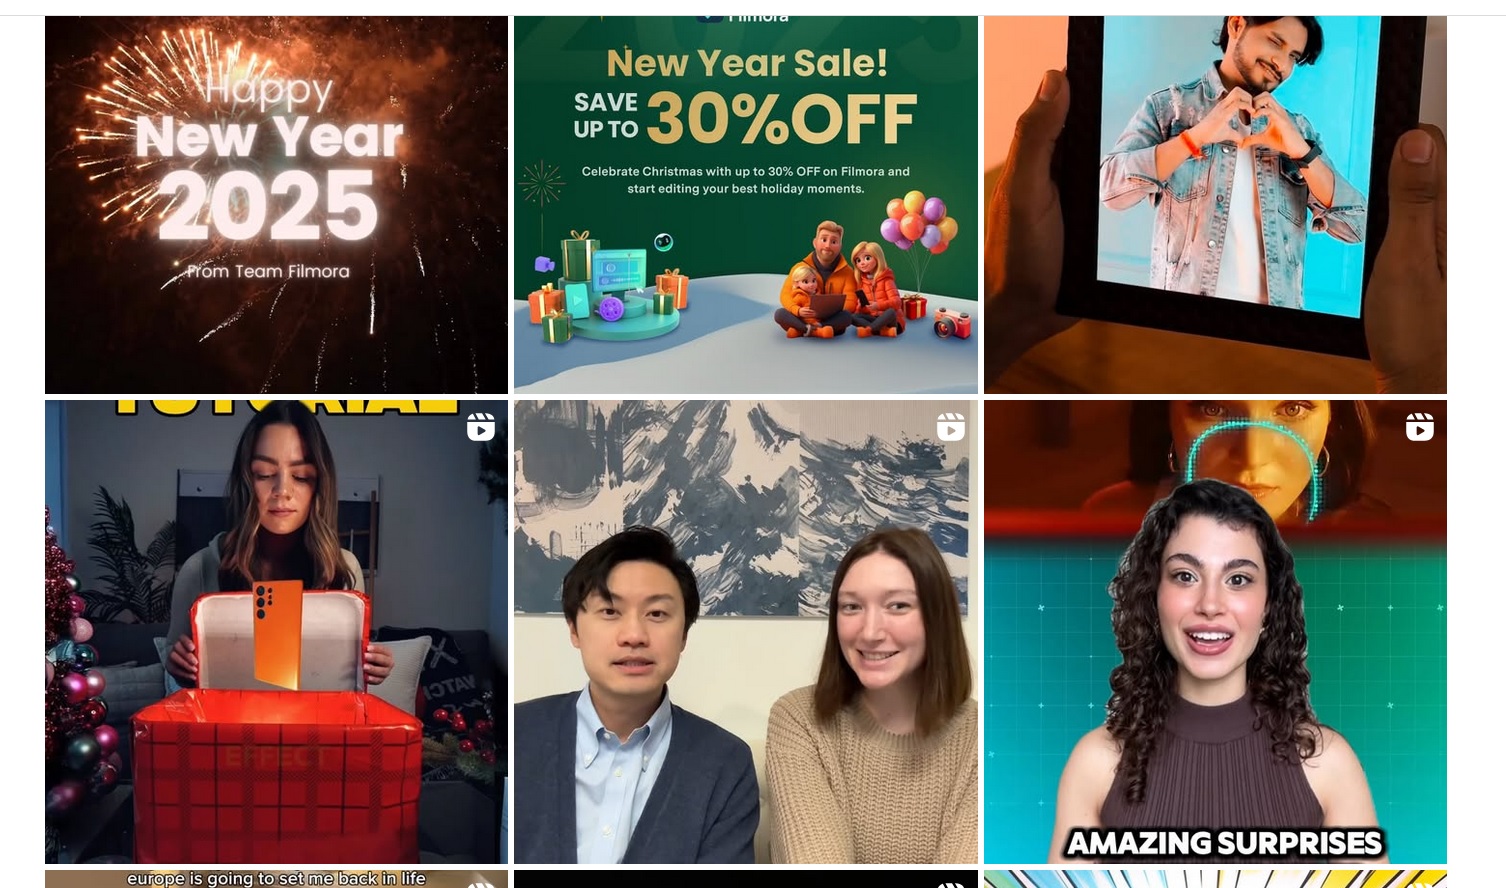 Happy
New Year
2025
From Team Filmora
Filmora
New Year Sale!
SAVE
UP TO 30% OFF
Celebrate Christmas with up to 30% OFF on Filmora and
start editing your best holiday moments.
TUTORIAL
EFFECT
AMAZING SURPRISES
europe is going to set me back in life